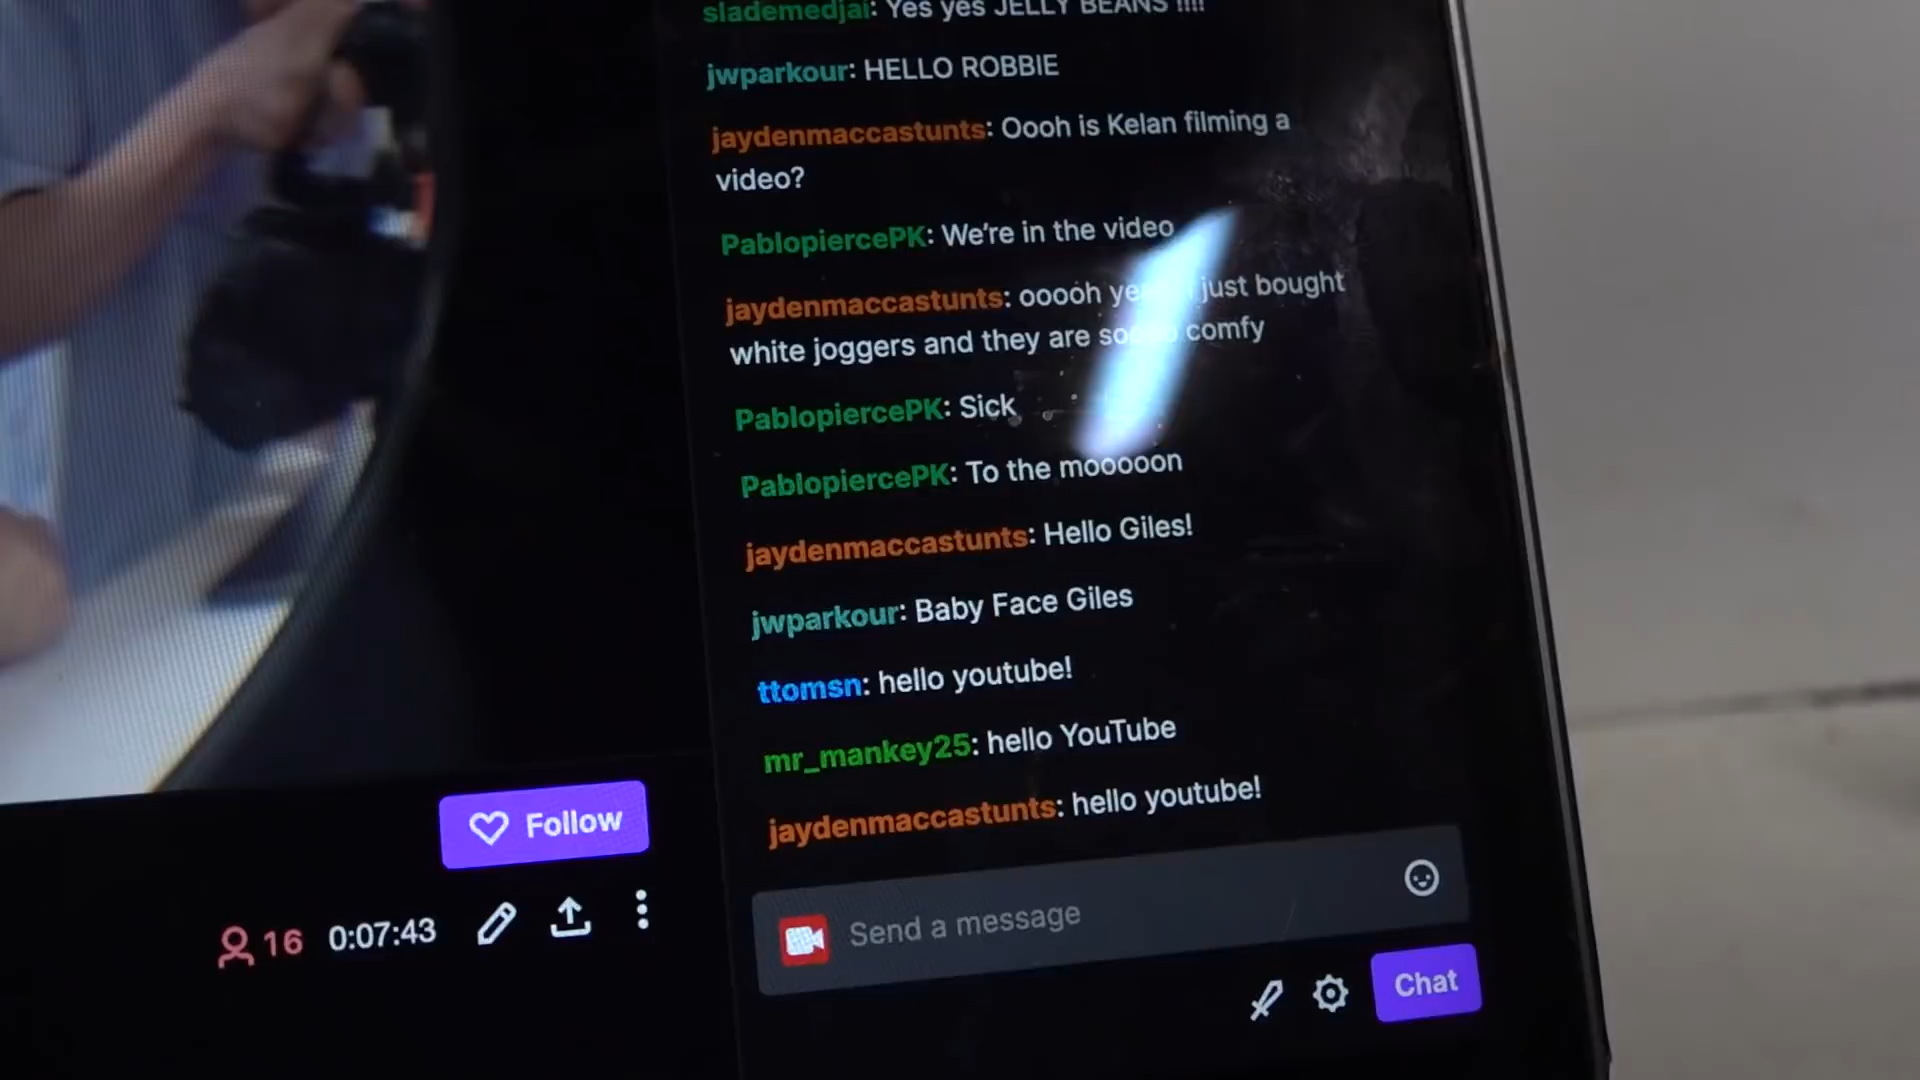 slademedjai: Yes yes JELLY BEANS !!!!
jwparkour: HELLO ROBBIE
jaydenmaccastunts: Oooh is Kelan filming a
video?
PablopiercePK: We're in the video
jaydenmaccastunts: ooooh just bought
white joggers and they are comfy
PablopiercePK: Sick
PablopiercePK: To the mooooon
jaydenmaccastunts: Hello Giles!
jwparkour: Baby Face Giles
ttomsn: hello youtube!
mr_mankey25: hello YouTube
jaydenmaccastunts: hello youtube!
Follow
16 0:07:43
Send a message
Chat